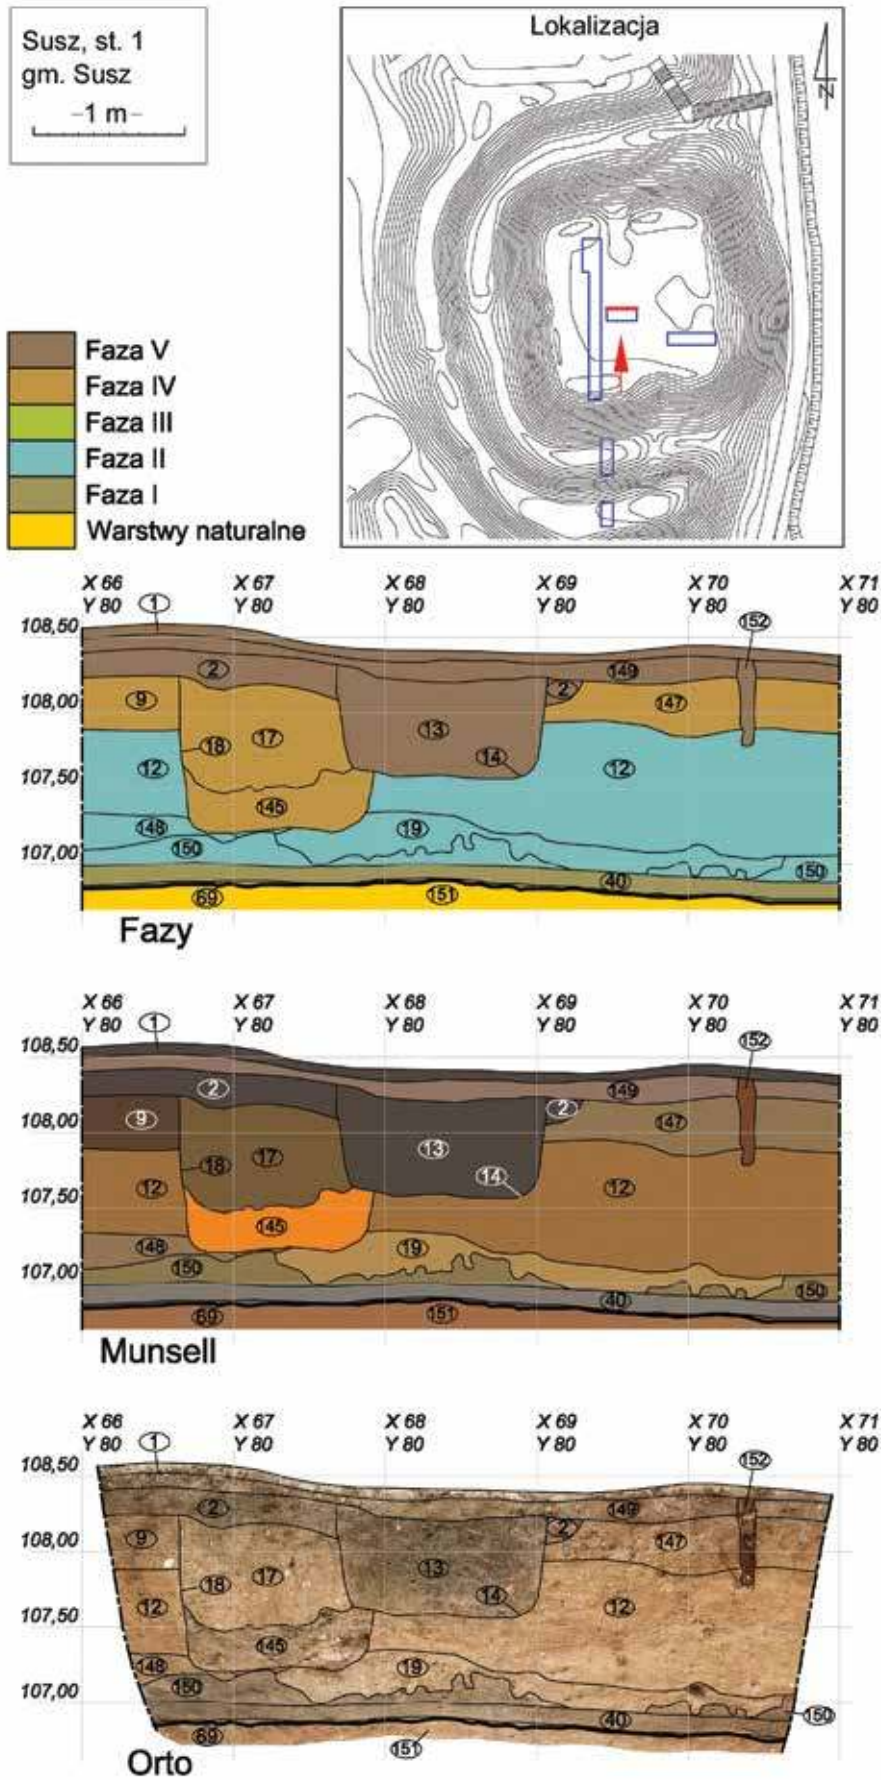 Susz, st. 1
gm. Susz
-1 m-
Lokalizacja
N
Faza V
Faza IV
Faza III
Faza II
Faza I
Warstwy naturalne
X 66 X 67 X 68 X 69 X 70 X 71
Y 80 Y 80 Y 80 Y 80 Y 80 Y 80
1 152
108,50
2 149
108,00
9 2 147
17 13
18 14
12 12
107,50
145
148 19
150 150
107,00
40
69 151
Fazy
X 66 X 67 X 68 X 69 X 70 X 71
Y 80 Y 80 Y 80 Y 80 Y 80 Y 80
1 152
108,50
2 149
108,00
9 2 147
17 13
18 14
12 12
107,50
145
148 19
150 150
107,00
40
69 151
Munsell
X 66 X 67 X 68 X 69 X 70 X 71
Y 80 Y 80 Y 80 Y 80 Y 80 Y 80
1 152
108,50
2 149
108,00
9 2 147
17 13
18 14
12 12
107,50
145
148 19
150 150
107,00
40
69 151
Orto